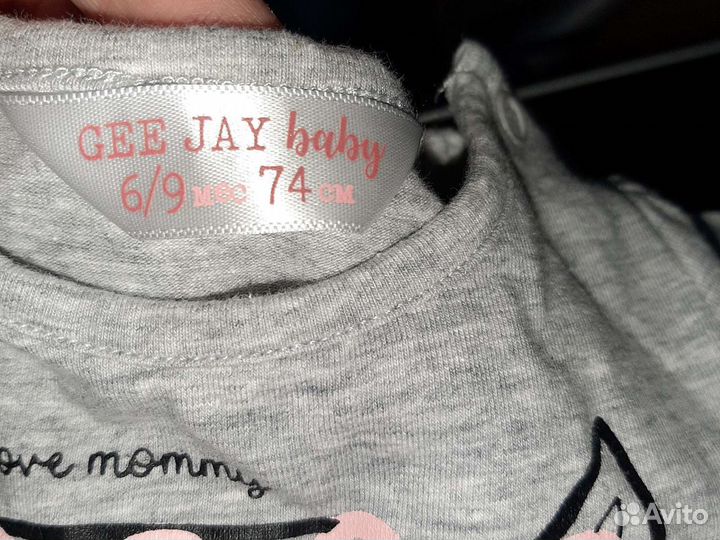 GEE JAY baby
6/9 мес 74 см
ove mommy
Avito